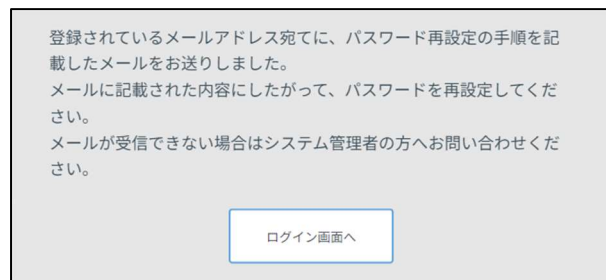 登録されているメールアドレス宛てに、パスワード再設定の手順を記
載したメールをお送りしました。
メールに記載された内容にしたがって、パスワードを再設定してくだ
さい。
メールが受信できない場合はシステム管理者の方へお問い合わせくだ
さい。
ログイン画面へ